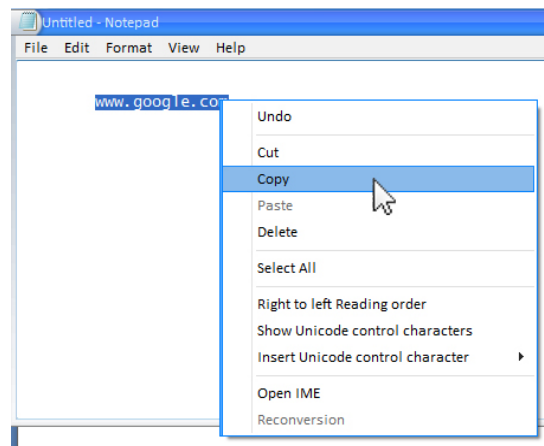 Untitled - Notepad
File Edit Format View Help
www.google.com
Undo
Cut
Copy
Paste
Delete
Select All
Right to left Reading order
Show Unicode control characters
Insert Unicode control character
Open IME
Reconversion